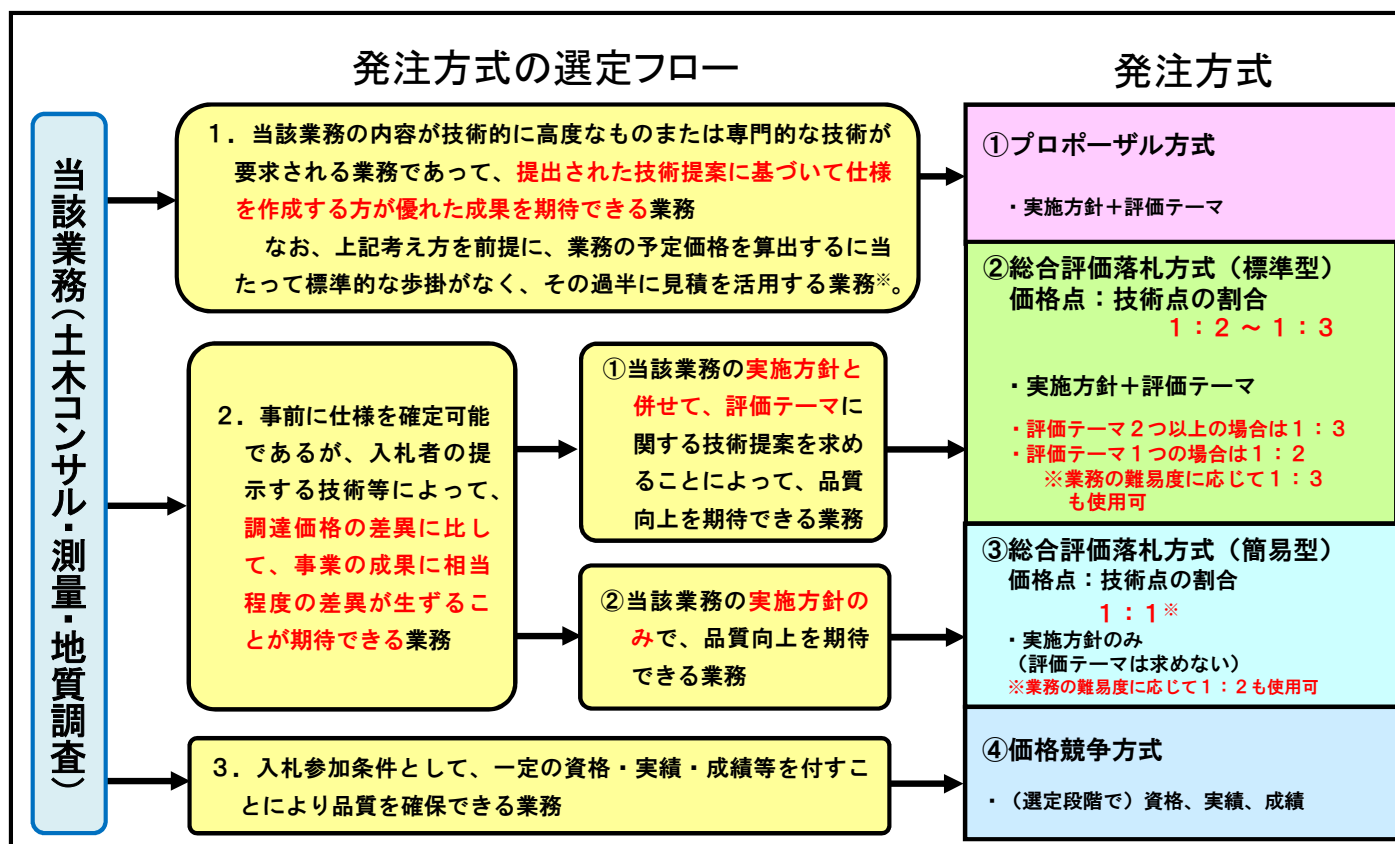 発注方式の選定フロー
発注方式
当該業務(土木コンサル・測量・地質調査)
1．当該業務の内容が技術的に高度なものまたは専門的な技術が
要求される業務であって、提出された技術提案に基づいて仕様
を作成する方が優れた成果を期待できる業務
なお、上記考え方を前提に、業務の予定価格を算出するに当
たって標準的な歩掛がなく、その過半に見積を活用する業務※。
2．事前に仕様を確定可能
であるが、入札者の提
示する技術等によって、
調達価格の差異に比し
て、事業の成果に相当
程度の差異が生ずるこ
とが期待できる業務
①当該業務の実施方針と
併せて、評価テーマに
関する技術提案を求め
ることによって、品質
向上を期待できる業務
②当該業務の実施方針の
みで、品質向上を期待
できる業務
3．入札参加条件として、一定の資格・実績・成績等を付すこ
とにより品質を確保できる業務
①プロポーザル方式
・実施方針＋評価テーマ
②総合評価落札方式（標準型）
価格点：技術点の割合
1：2～1：3
・実施方針＋評価テーマ
・評価テーマ2つ以上の場合は1：3
・評価テーマ1つの場合は1：2
※業務の難易度に応じて1：3
も使用可
③総合評価落札方式（簡易型）
価格点：技術点の割合
1：1※
・実施方針のみ
（評価テーマは求めない）
※業務の難易度に応じて1：2も使用可
④価格競争方式
・（選定段階で）資格、実績、成績